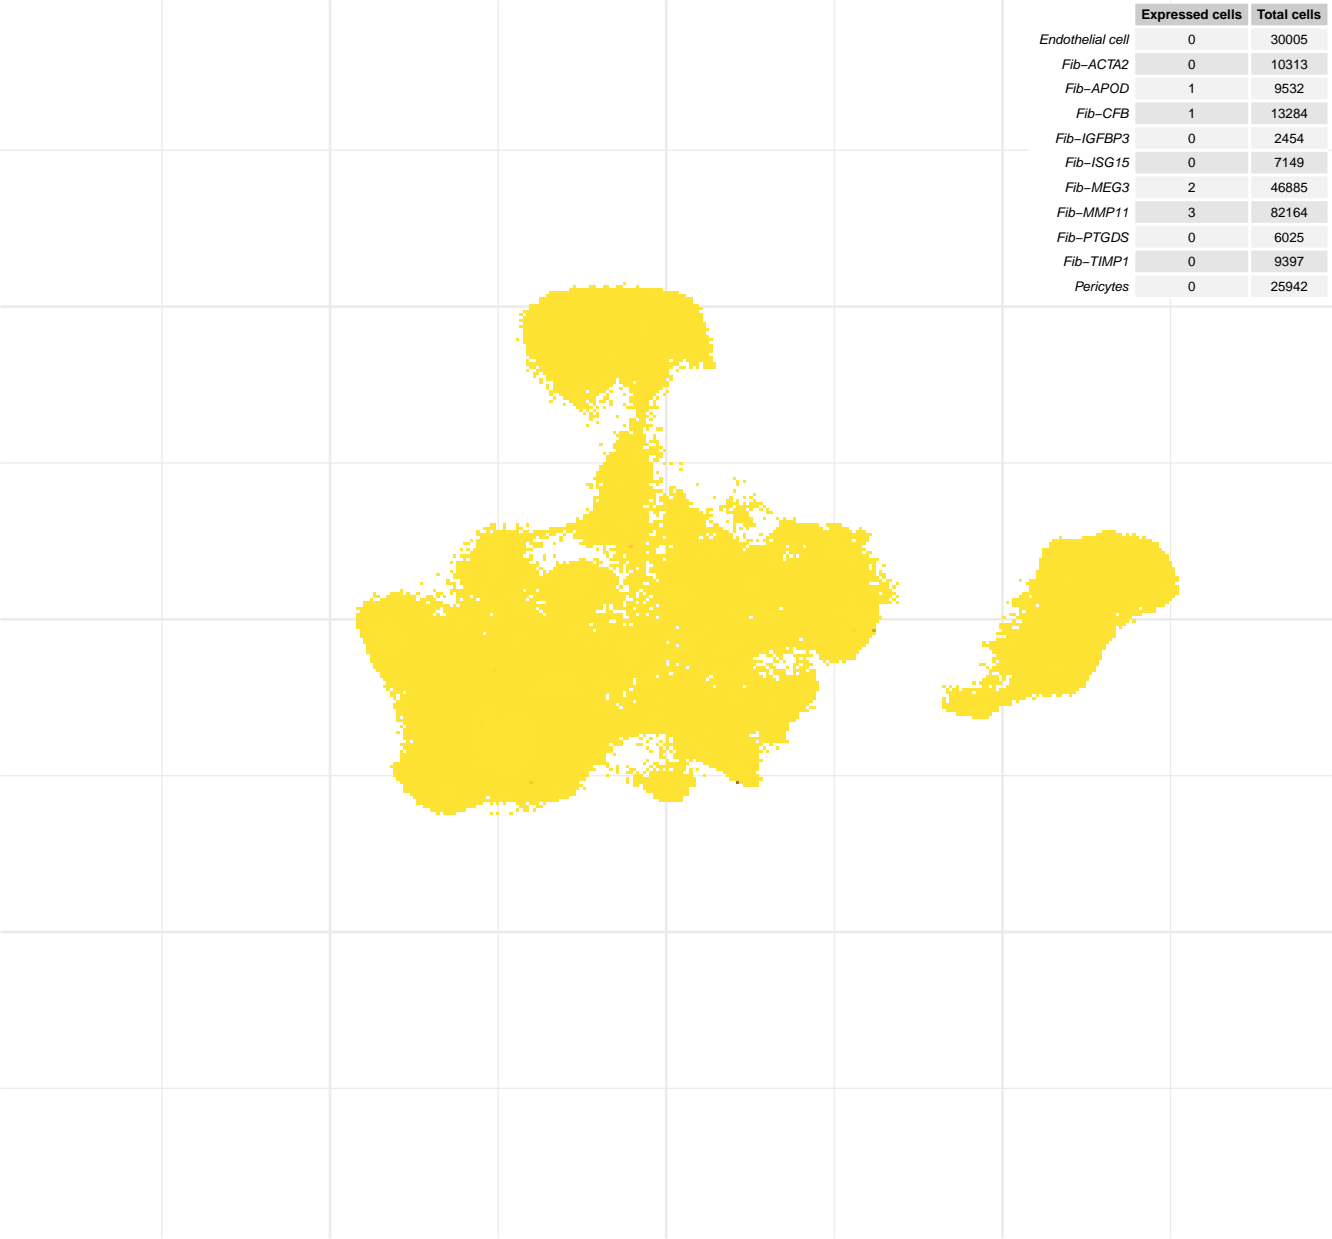 Expressed cells Total cells
Endothelial cell 0 30005
Fib−ACTA2 0 10313
Fib−APOD 1 9532
Fib−CFB 1 13284
Fib−IGFBP3 0 2454
Fib−ISG15 0 7149
Fib−MEG3 2 46885
Fib−MMP11 3 82164
Fib−PTGDS 0 6025
Fib−TIMP1 0 9397
Pericytes 0 25942